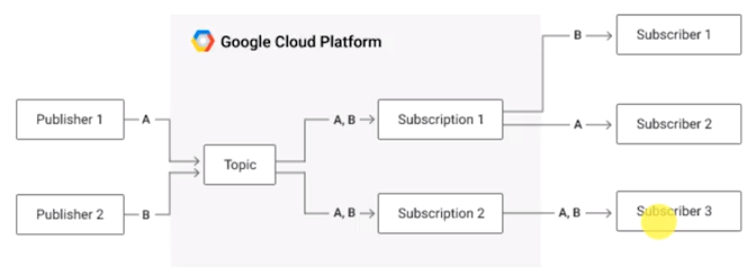 Google Cloud Platform
B
Subscriber 1
Publisher 1
A
A, B
Subscription 1
A
Subscriber 2
Topic
Publisher 2
B
A, B
Subscription 2
A, B
Subscriber 3